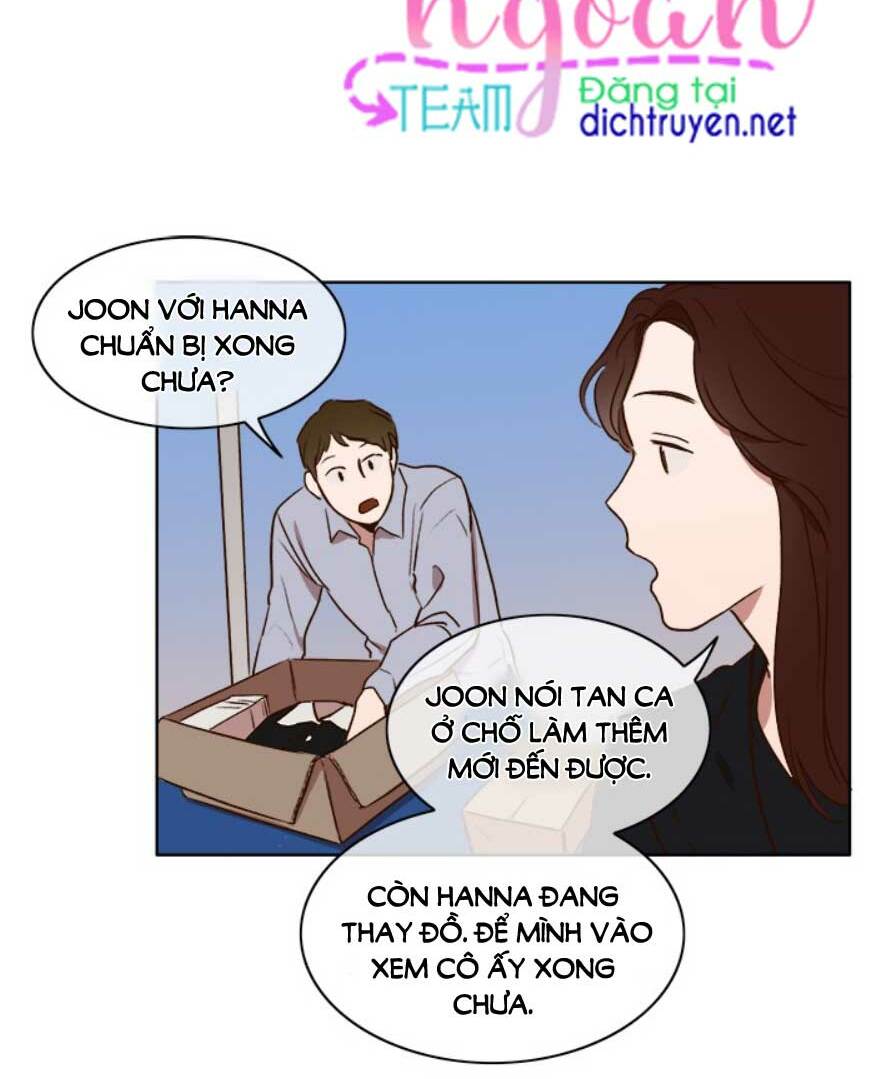 ngoan
TEAM
Đăng tại
dichtruyen.net
JOON VỚI HANNA
CHUẨN BỊ XONG
CHƯA?
JOON NÓI TAN CA
Ở CHỐ LÀM THÊM
MỚI ĐẾN ĐƯỢC.
CÒN HANNA ĐANG
THAY ĐỒ. ĐỂ MÌNH VÀO
XEM CÔ ẤY XONG
CHƯA.